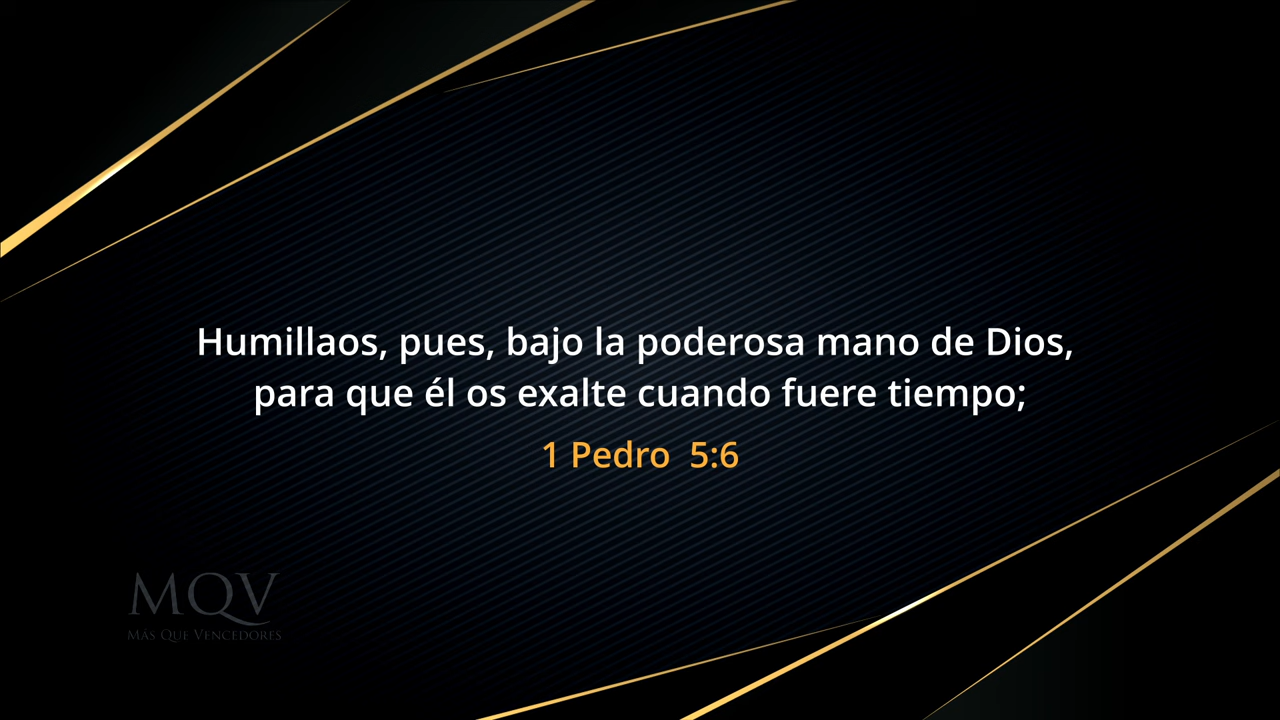 Humillaos, pues, bajo la poderosa mano de Dios,
para que él os exalte cuando fuere tiempo;
1 Pedro  5:6
MQV
Más Que Vencedores